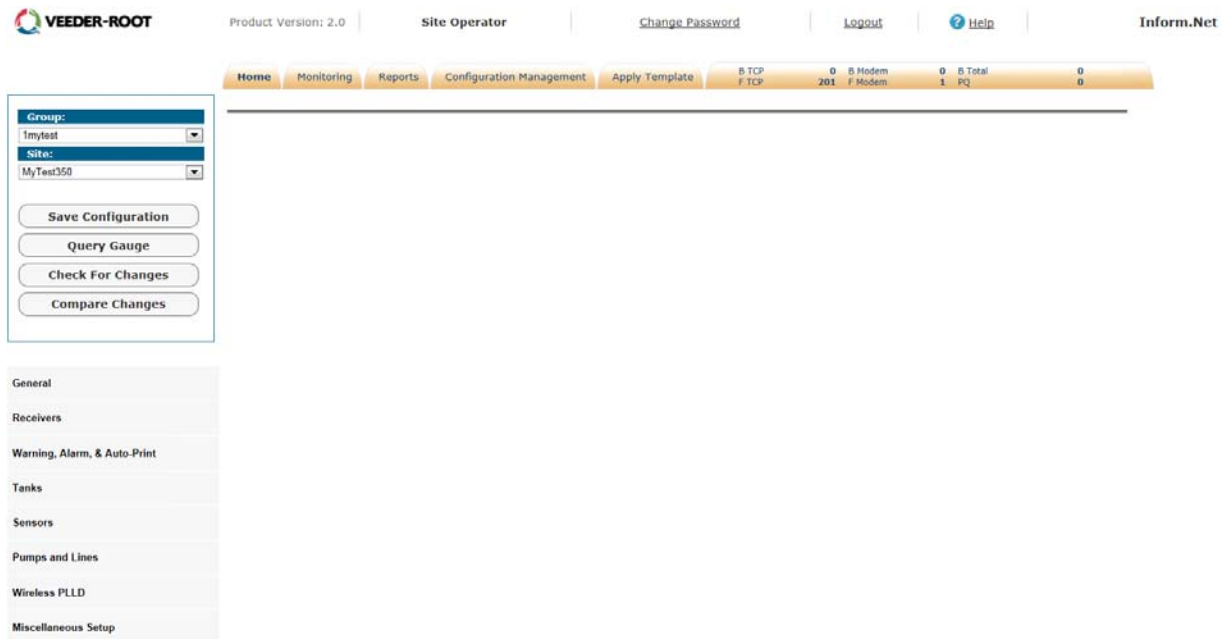 VEEDER-ROOT Product Version: 2.0 Site Operator Change Password Logout Help Inform.Net
Home Monitoring Reports Configuration Management Apply Template
B TCP 0 B Modem 0 B Total 0
F TCP 201 F Modem 1 PQ 0
Group:
1mytest
Site:
MyTest350
Save Configuration
Query Gauge
Check For Changes
Compare Changes
General
Receivers
Warning, Alarm, & Auto-Print
Tanks
Sensors
Pumps and Lines
Wireless PLLD
Miscellaneous Setup